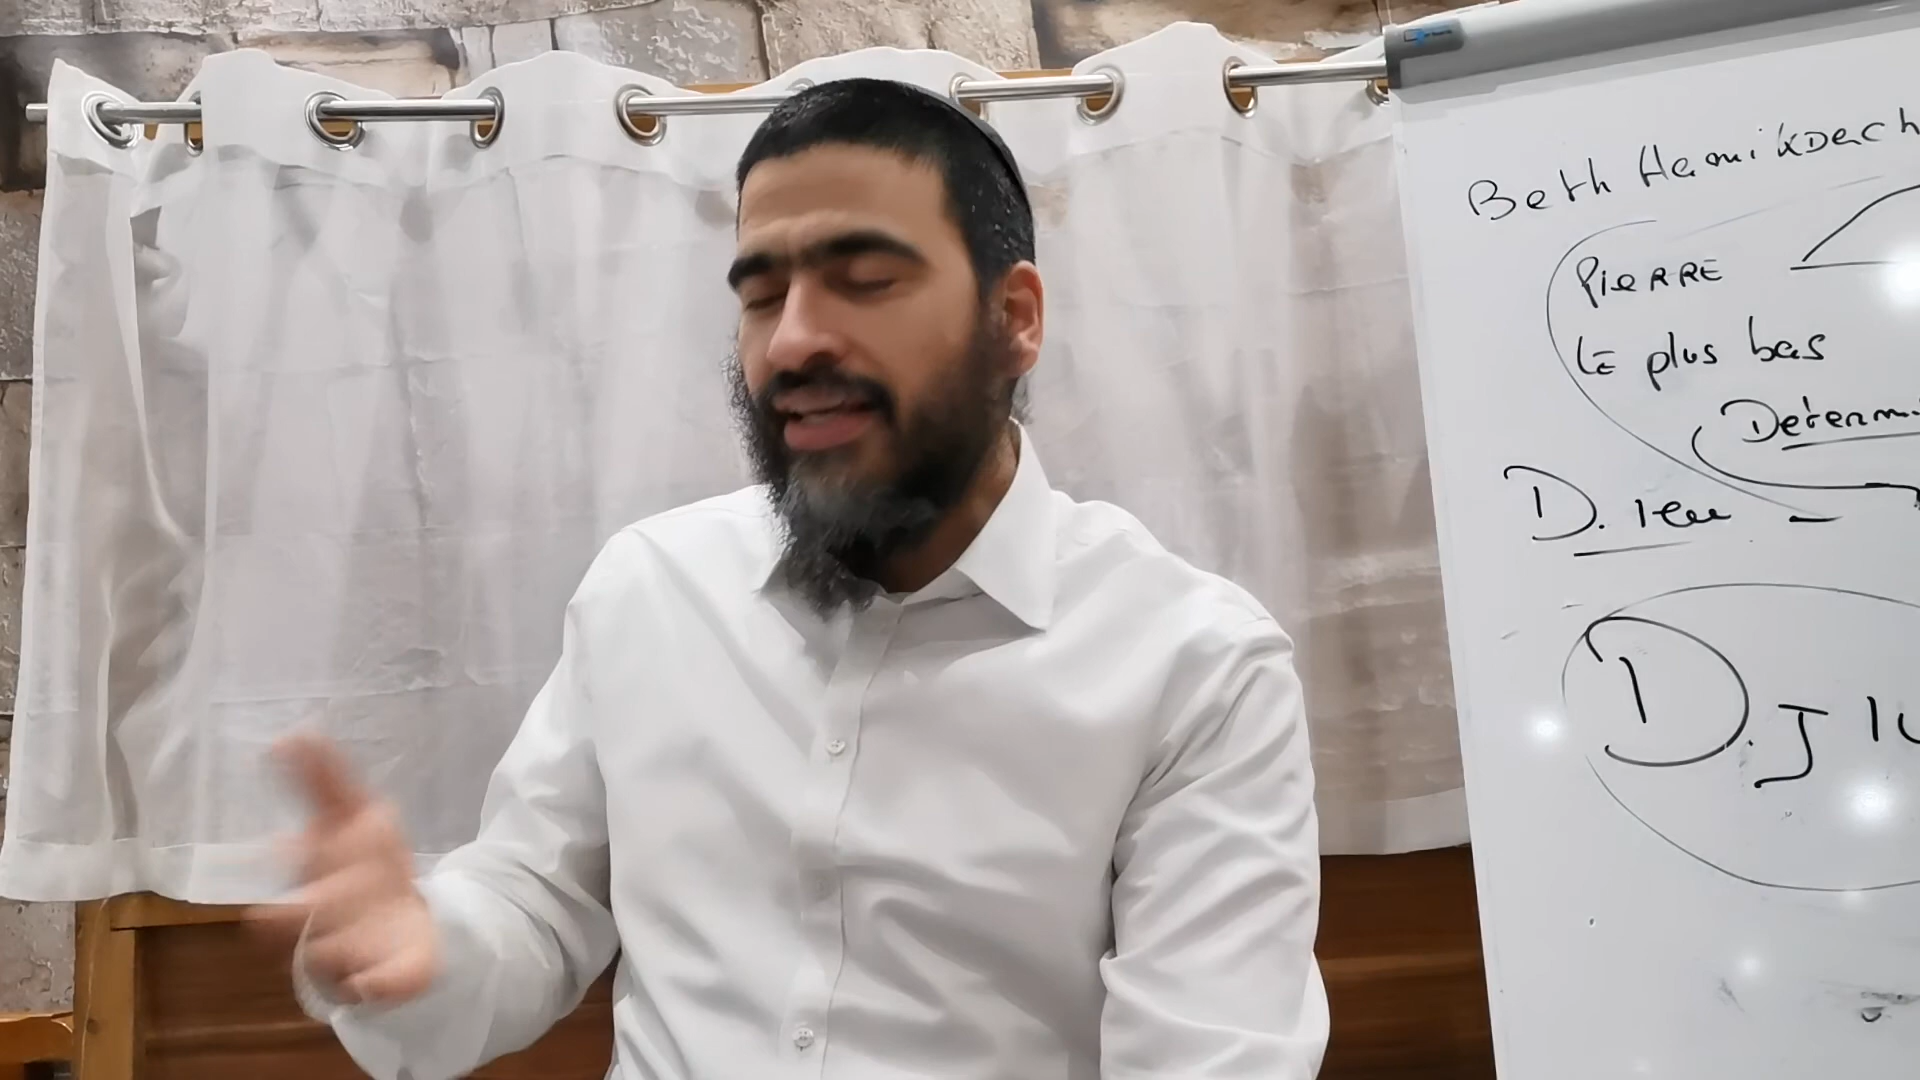 Beth Hamikdach
PIERRE
LE plus bas
Determi
D. ieu -
D. J